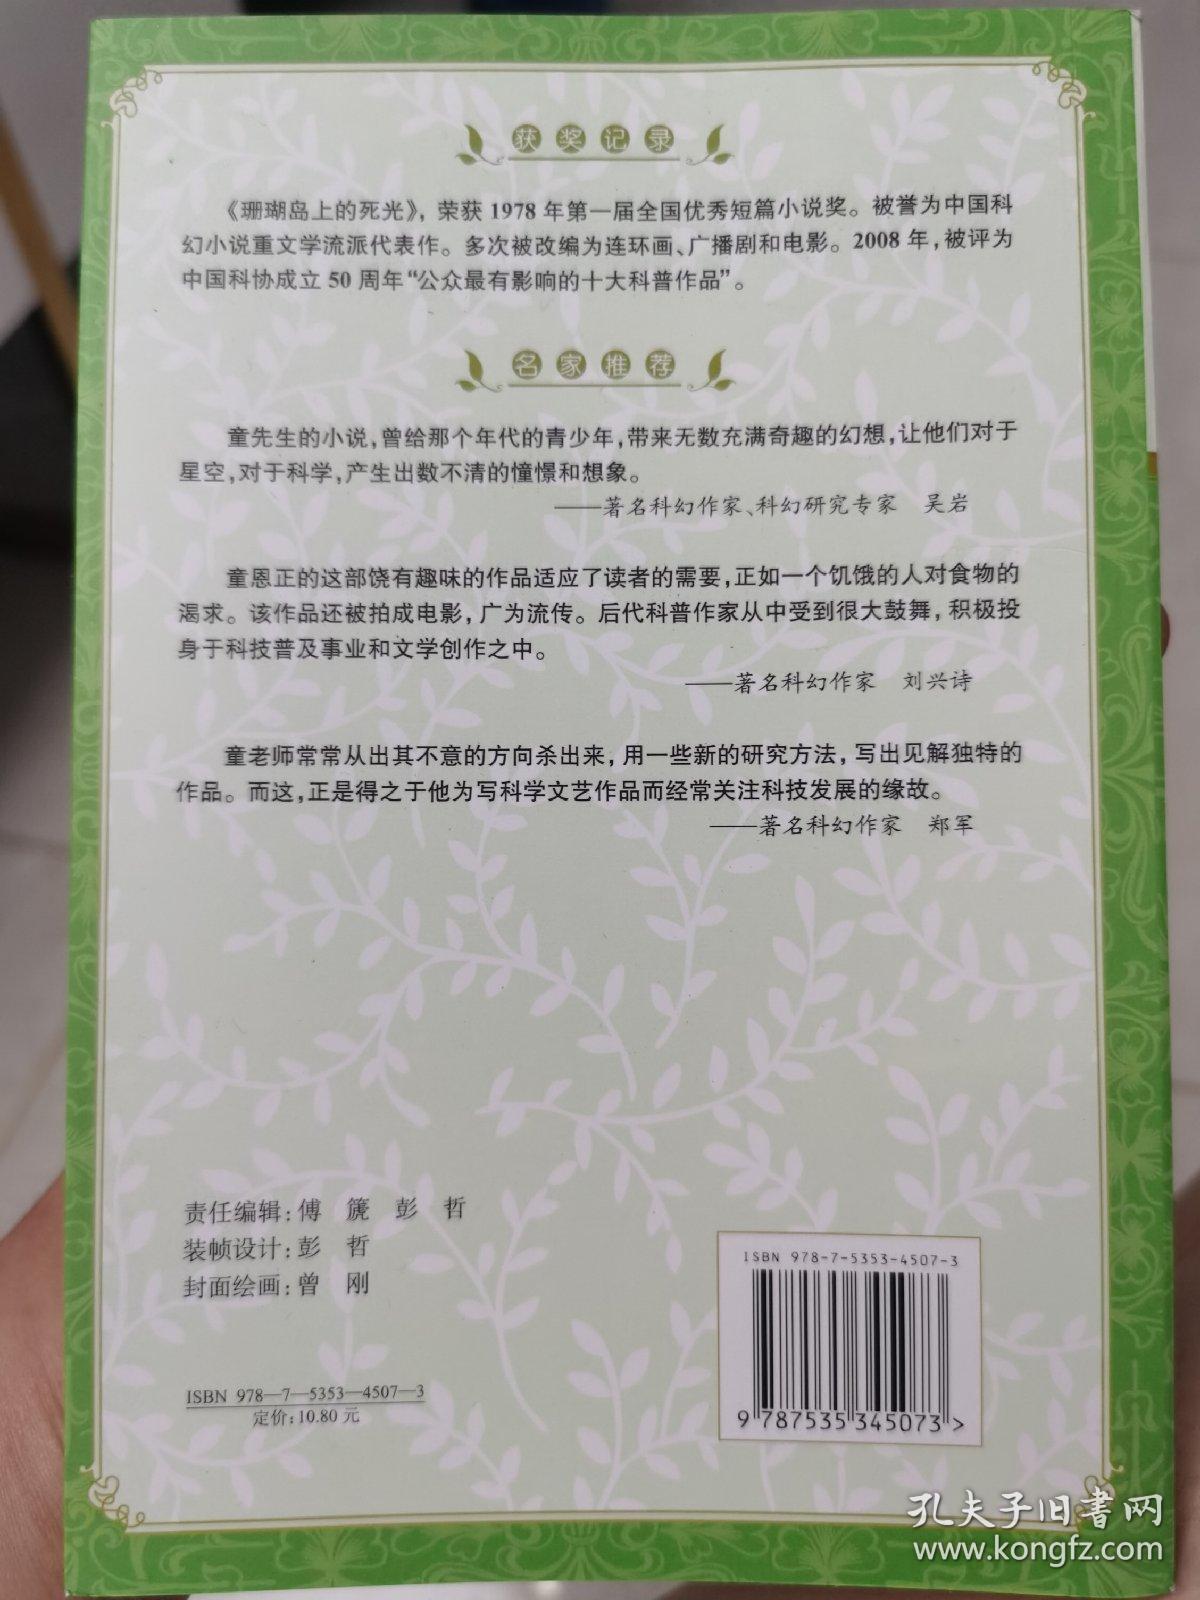 获奖记录
《珊瑚岛上的死光》，荣获1978年第一届全国优秀短篇小说奖。被誉为中国科
幻小说重文学流派代表作。多次被改编为连环画、广播剧和电影。2008年，被评为
中国科协成立50周年“公众最有影响的十大科普作品”。
名家推荐
童先生的小说，曾给那个年代的青少年，带来无数充满奇趣的幻想，让他们对于
星空，对于科学，产生出数不清的憧憬和想象。
——著名科幻作家、科幻研究专家 吴岩
童恩正的这部饶有趣味的作品适应了读者的需要，正如一个饥饿的人对食物的
渴求。该作品还被拍成电影，广为流传。后代科普作家从中受到很大鼓舞，积极投
身于科技普及事业和文学创作之中。
——著名科幻作家 刘兴诗
童老师常常从出其不意的方向杀出来，用一些新的研究方法，写出见解独特的
作品。而这，正是得之于他为写科学文艺作品而经常关注科技发展的缘故。
——著名科幻作家 郑军
责任编辑：傅 篪 彭 哲
装帧设计：彭 哲
封面绘画：曾 刚
ISBN 978—7—5353—4507—3
定价：10.80元
ISBN 978-7-5353-4507-3
9 787535 345073 >
孔夫子旧书网
www.kongfz.com